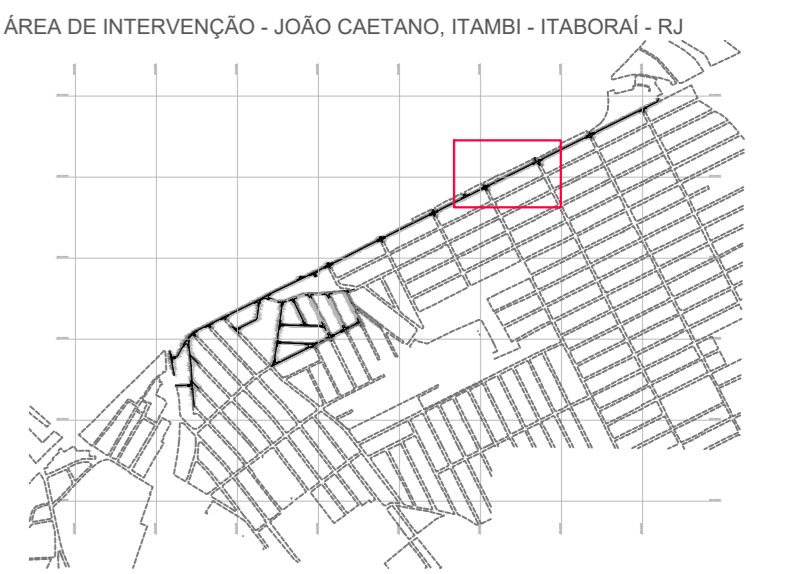 ÁREA DE INTERVENÇÃO - JOÃO CAETANO, ITAMBI - ITABORAÍ - RJ